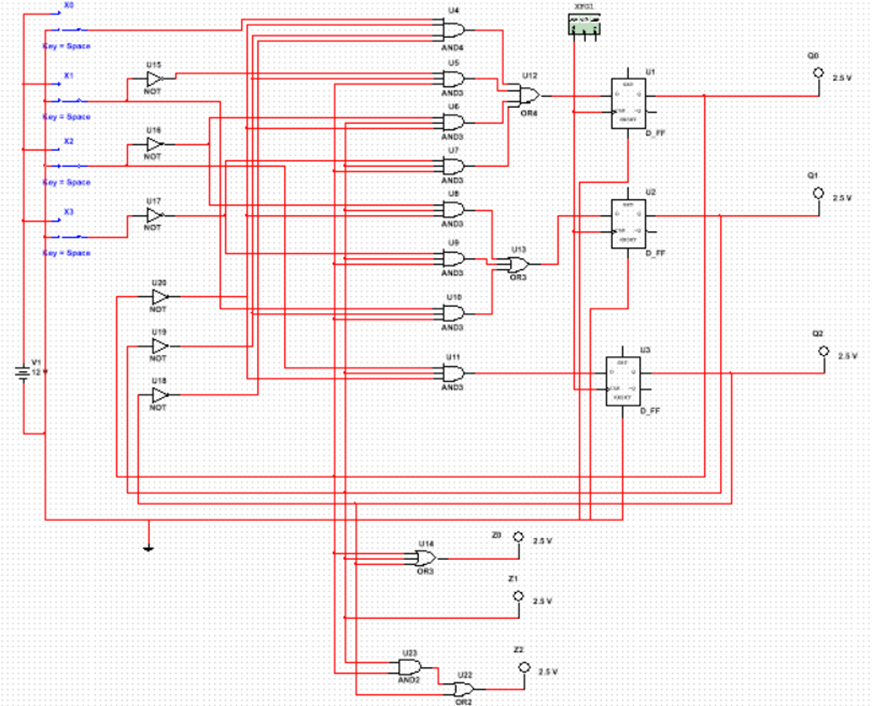 X0
Key = Space
X1
Key = Space
X2
Key = Space
X3
Key = Space
V1
12
U15
NOT
U16
NOT
U17
NOT
U20
NOT
U19
NOT
U18
NOT
U4
AND4
U5
AND3
U6
AND3
U7
AND3
U8
AND3
U9
AND3
U10
AND3
U11
AND3
U12
OR4
U13
OR3
XFG1
U1
D_FF
U2
D_FF
U3
D_FF
Q0
2.5 V
Q1
2.5 V
Q2
2.5 V
U14
OR3
Z0
2.5 V
Z1
2.5 V
U23
AND2
U22
OR2
Z2
2.5 V